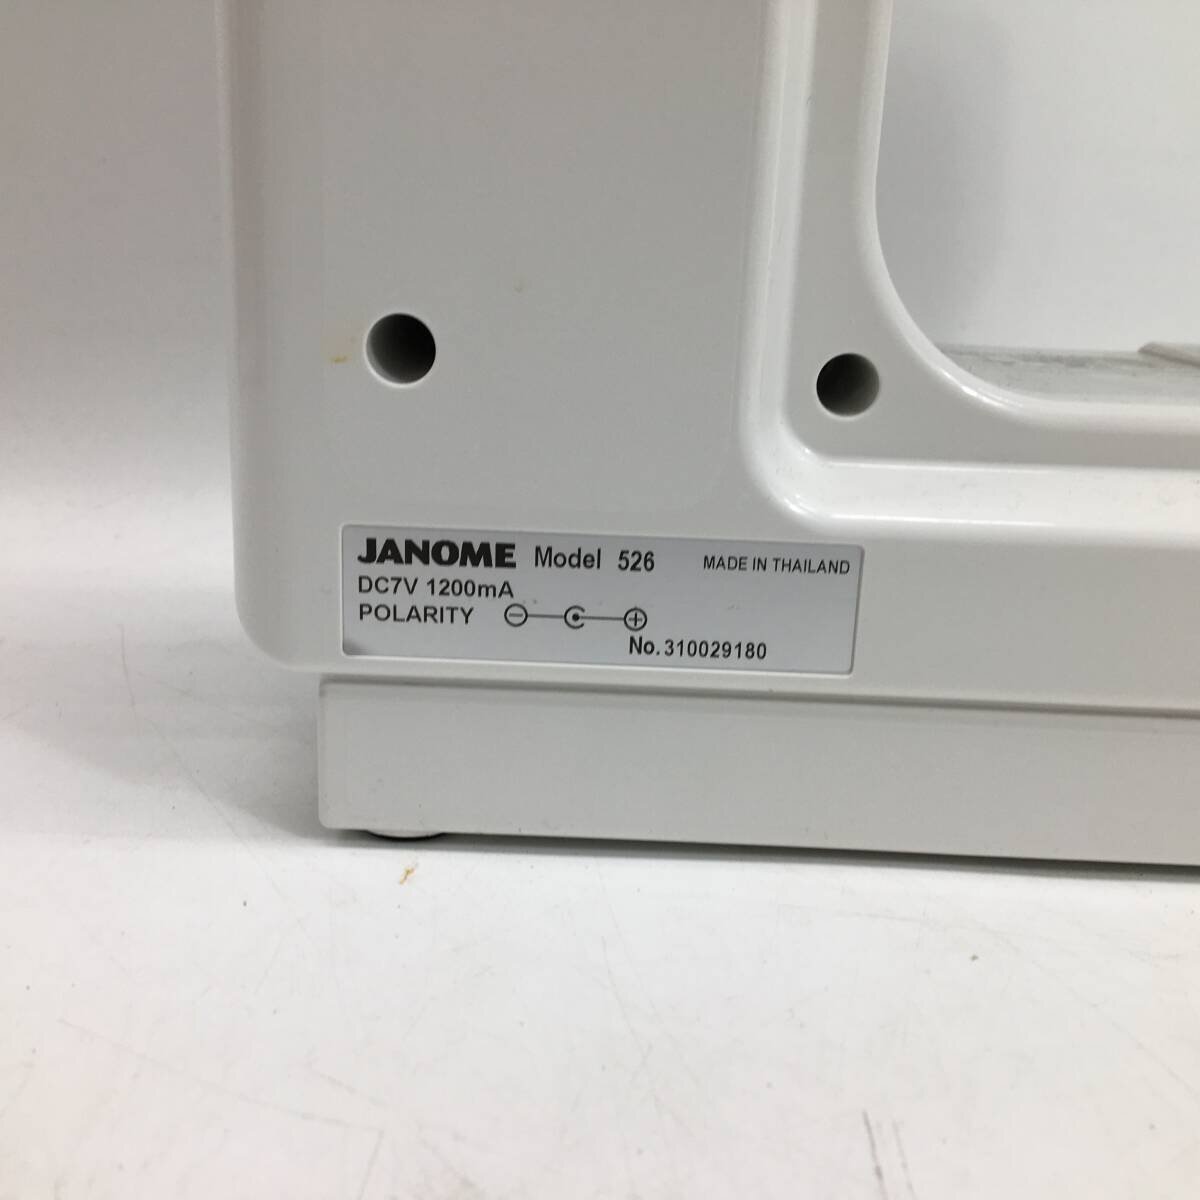 JANOME Model 526 MADE IN THAILAND
DC7V 1200mA
POLARITY
No. 310029180